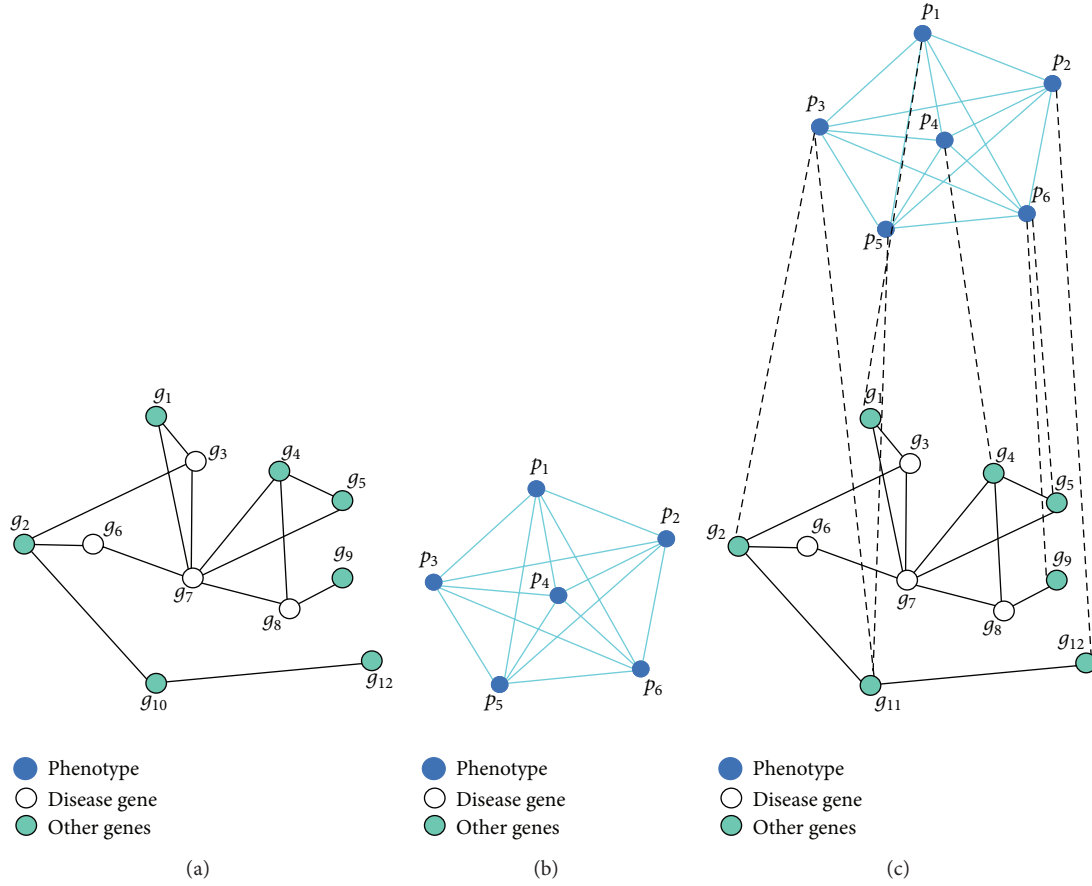 g1
g3
g4
g5
g2
g6
g9
g7
g8
g12
g10
Phenotype
Disease gene
Other genes
(a)
p1
p2
p3
p4
p6
p5
Phenotype
Disease gene
Other genes
(b)
p1
p2
p3
p4
p6
p5
g1
g3
g4
g5
g2
g6
g9
g7
g8
g12
g11
Phenotype
Disease gene
Other genes
(c)